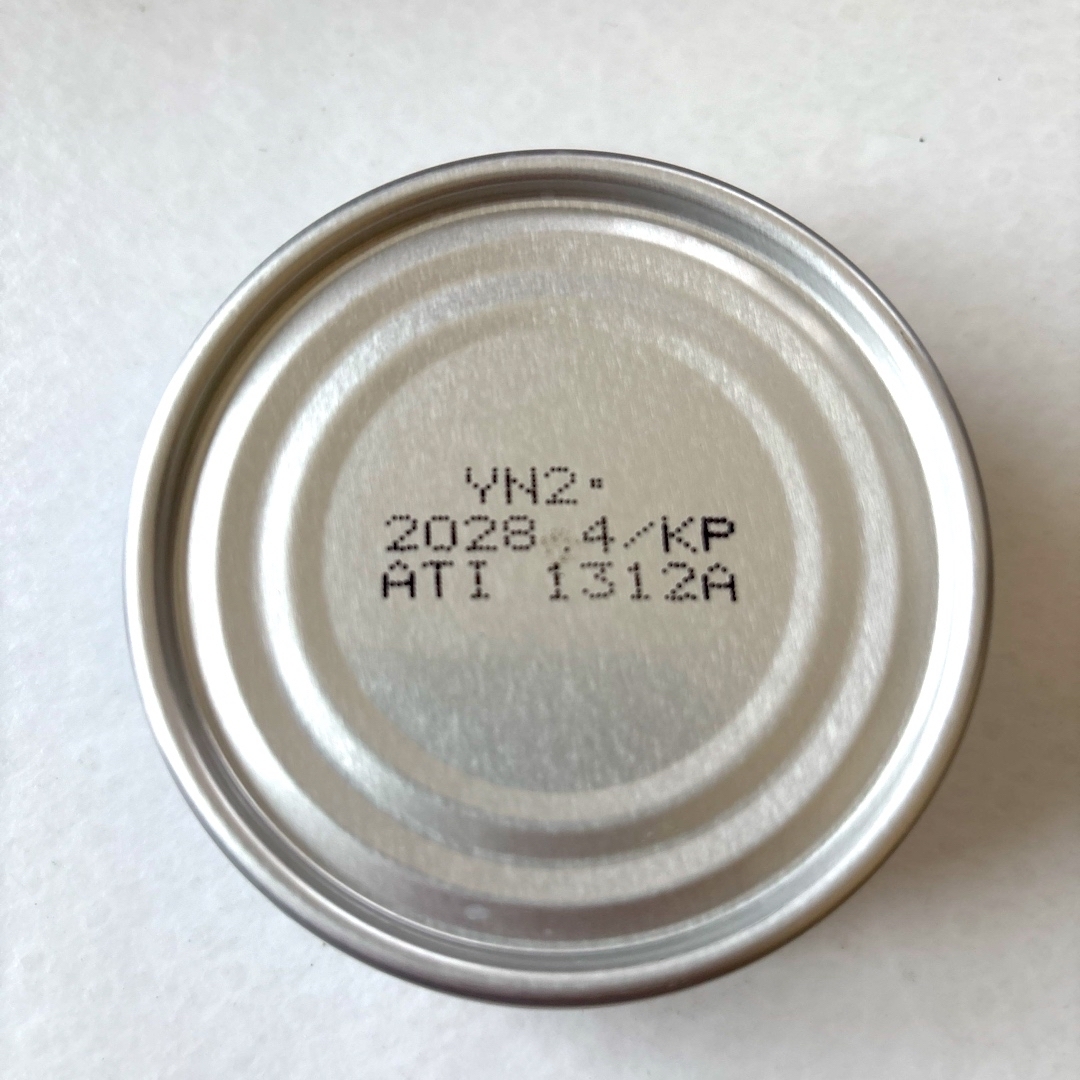 YN2▪
2028.4/KP
ATI 1312A